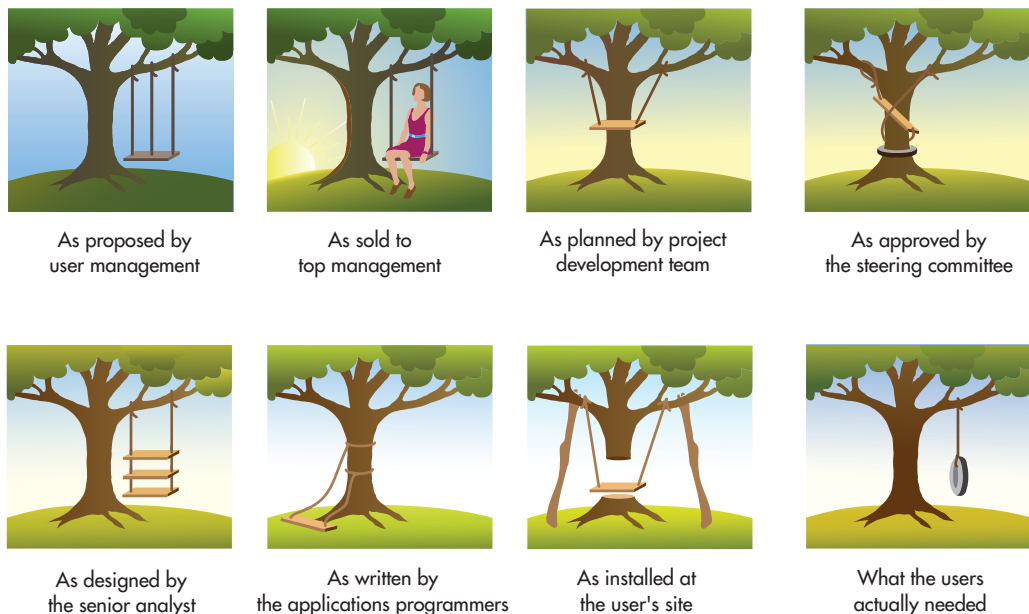 As proposed by
user management
As sold to
top management
As planned by project
development team
As approved by
the steering committee
As designed by
the senior analyst
As written by
the applications programmers
As installed at
the user's site
What the users
actually needed